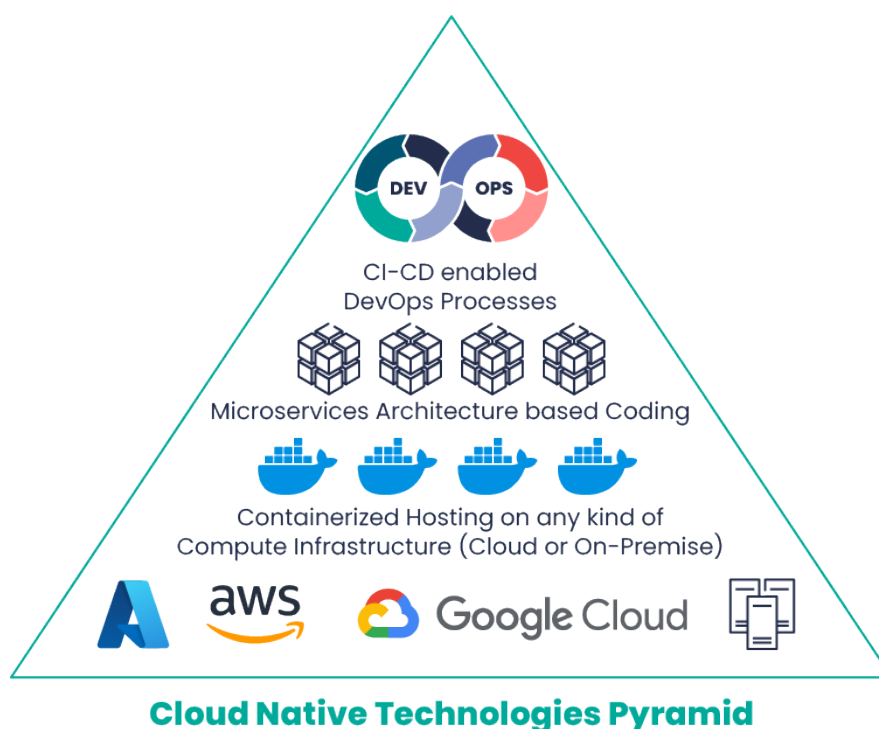 DEV OPS
CI-CD enabled
DevOps Processes
Microservices Architecture based Coding
Containerized Hosting on any kind of
Compute Infrastructure (Cloud or On-Premise)
aws Google Cloud
Cloud Native Technologies Pyramid